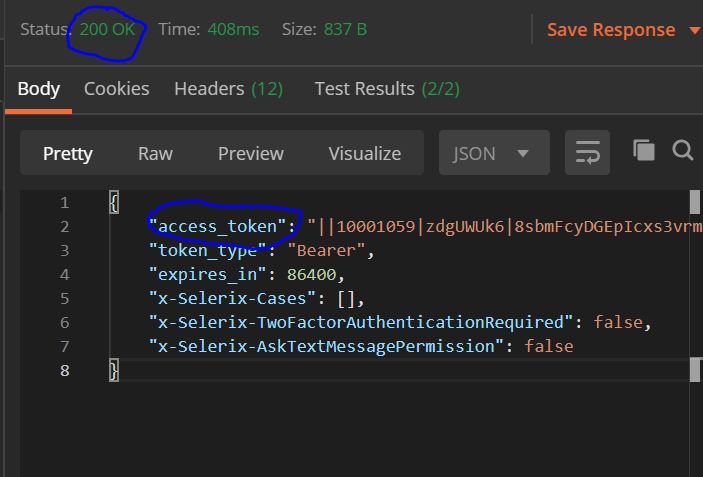 Status: 200 OK Time: 408ms Size: 837 B Save Response
Body Cookies Headers (12) Test Results (2/2)
Pretty Raw Preview Visualize JSON
1 {
2 "access_token": "||10001059|zdgUWUk6|8sbmFcyDGEpIcxs3vrm
3 "token_type": "Bearer",
4 "expires_in": 86400,
5 "x-Selerix-Cases": [],
6 "x-Selerix-TwoFactorAuthenticationRequired": false,
7 "x-Selerix-AskTextMessagePermission": false
8 }